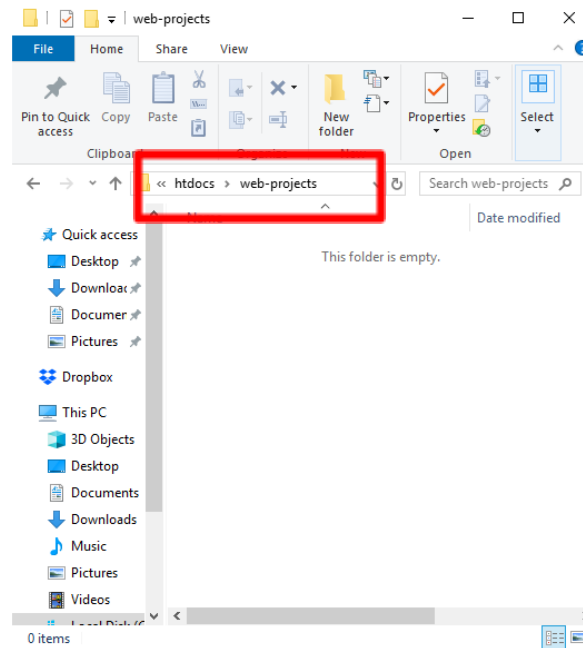 web-projects
File Home Share View
Pin to Quick access
Copy
Paste
New folder
Properties
Select
Open
« htdocs › web-projects
Search web-projects
Date modified
This folder is empty.
Quick access
Desktop
Documen
Pictures
Dropbox
This PC
3D Objects
Desktop
Documents
Downloads
Music
Pictures
Videos
0 items